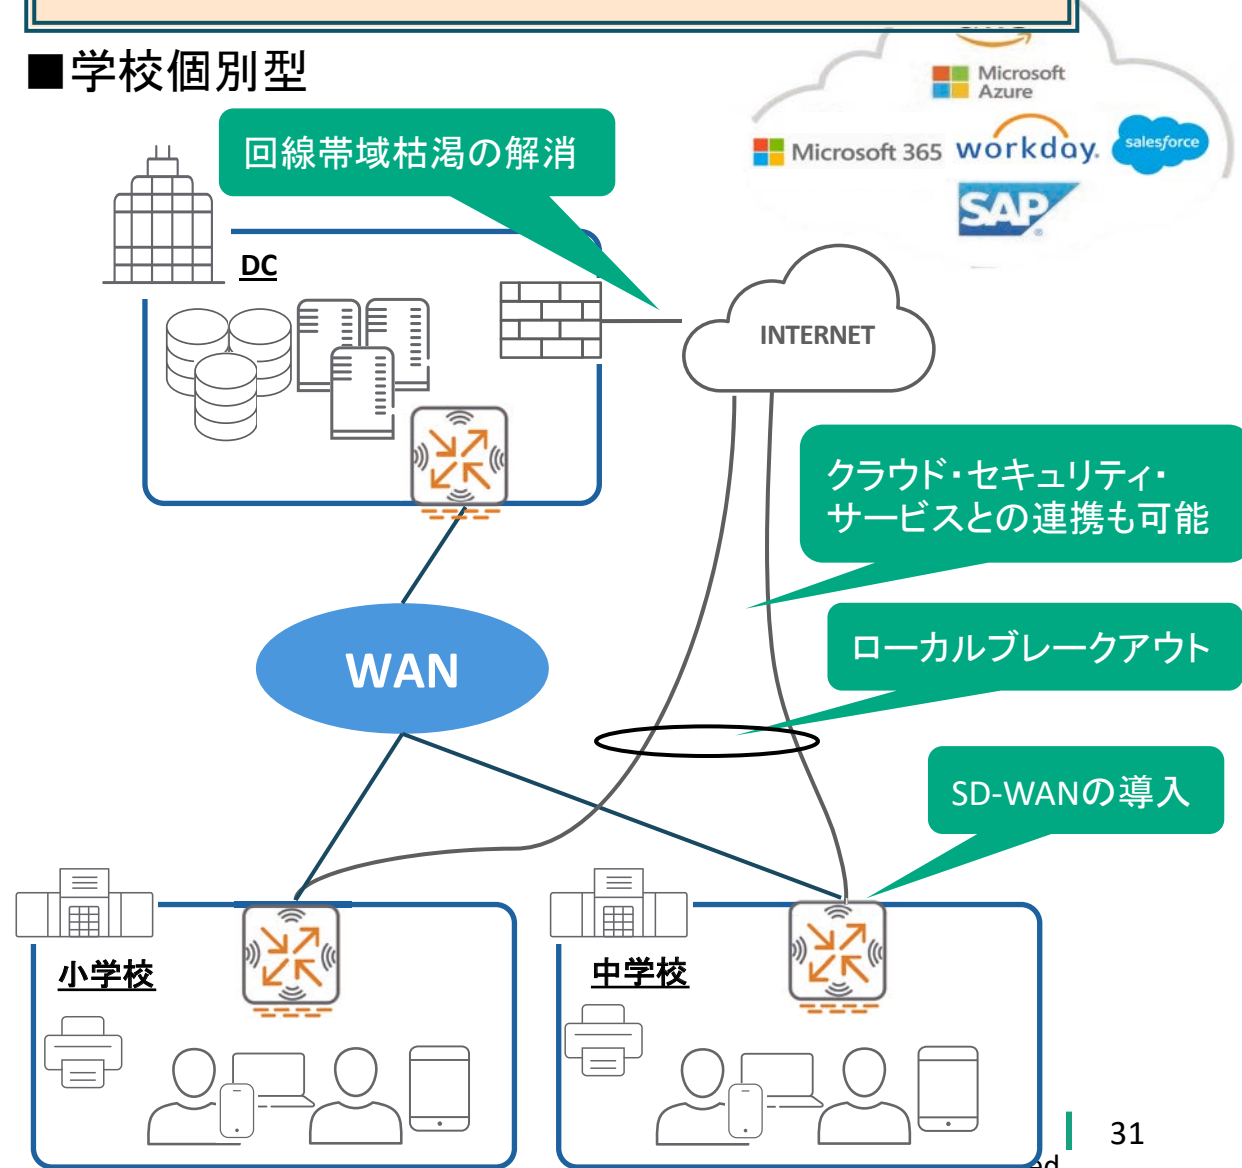 ■学校個別型
Microsoft
Azure
回線帯域枯渇の解消
Microsoft 365
workday.
salesforce
SAP
DC
INTERNET
クラウド・セキュリティ・
サービスとの連携も可能
WAN
ローカルブレークアウト
SD-WANの導入
小学校
中学校
31